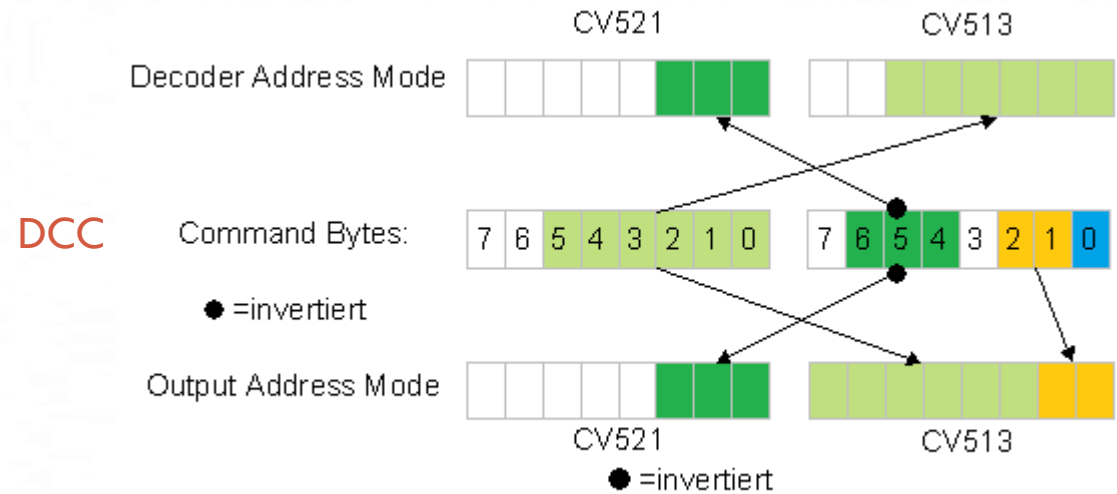 CV521 CV513
Decoder Address Mode
DCC Command Bytes: 7 6 5 4 3 2 1 0 7 6 5 4 3 2 1 0
=invertiert
Output Address Mode
CV521 CV513
=invertiert